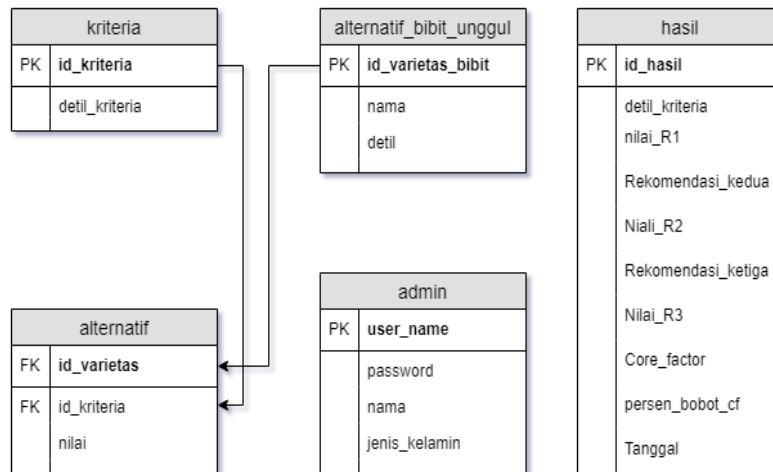 kriteria
PK id_kriteria
detil_kriteria
alternatif_bibit_unggul
PK id_varietas_bibit
nama
detil
hasil
PK id_hasil
detil_kriteria
nilai_R1
Rekomendasi_kedua
Niali_R2
Rekomendasi_ketiga
Nilai_R3
Core_factor
persen_bobot_cf
Tanggal
alternatif
FK id_varietas
FK id_kriteria
nilai
admin
PK user_name
password
nama
jenis_kelamin